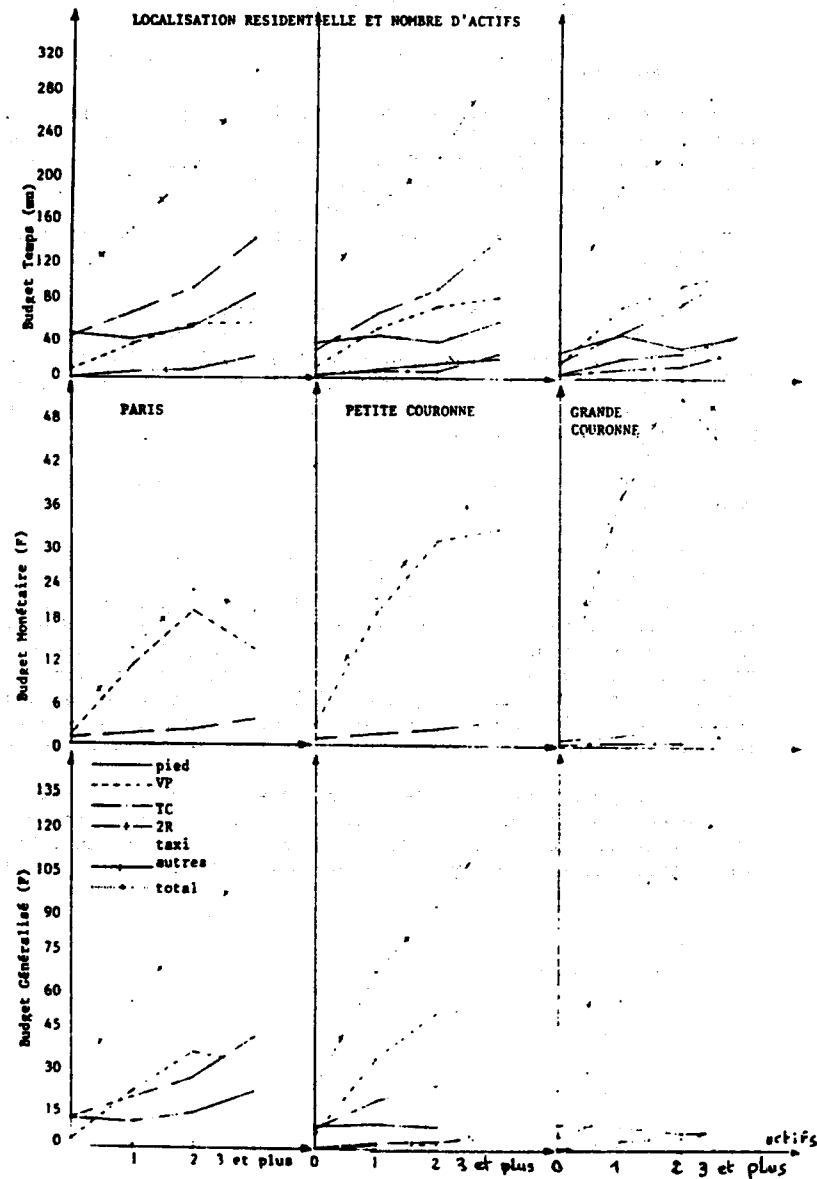 LOCALISATION RESIDENTIELLE ET NOMBRE D'ACTIFS
Budget Temps (mn)
320
280
240
200
160
120
80
40
0
PARIS
PETITE COURONNE
GRANDE
COURONNE
Budget Monétaire (F)
48
42
36
30
24
18
12
6
0
pied
VP
TC
2R
taxi
autres
total
Budget Généralisé (F)
135
120
105
90
75
60
45
30
15
0
1 2 3 et plus
0 1 2 3 et plus
0 1 2 3 et plus
actifs